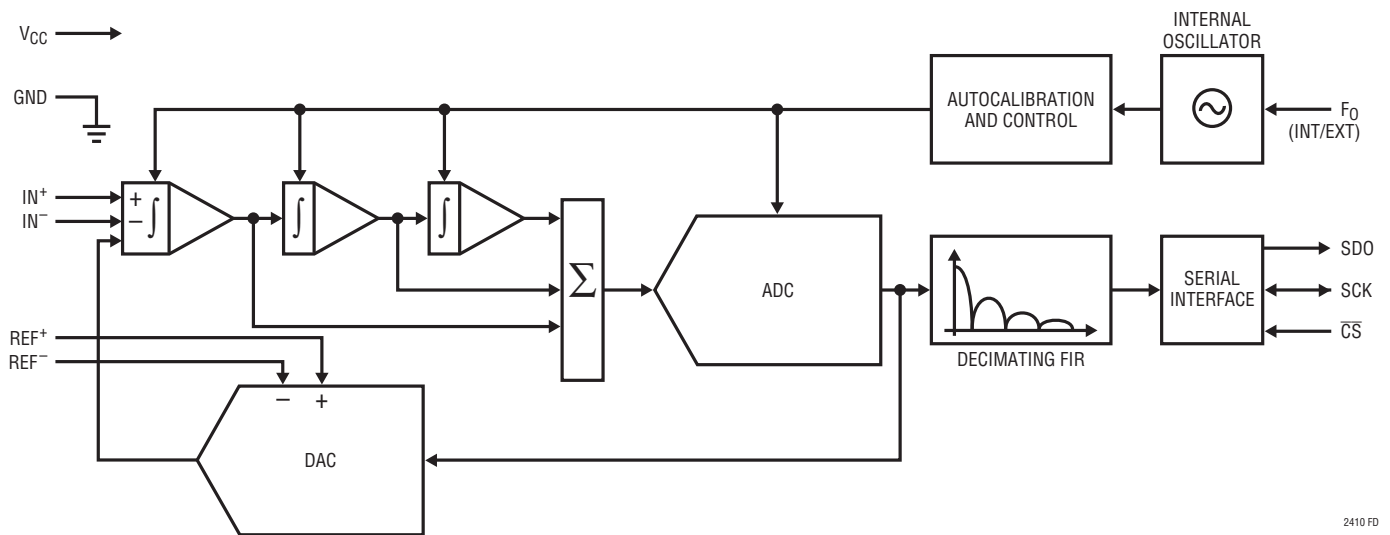 VCC
GND
IN+
IN−
REF+
REF−
+
−
∫
∫
∫
Σ
− +
DAC
ADC
AUTOCALIBRATION
AND CONTROL
INTERNAL
OSCILLATOR
FO
(INT/EXT)
DECIMATING FIR
SERIAL
INTERFACE
SDO
SCK
C̅S̅
2410 FD